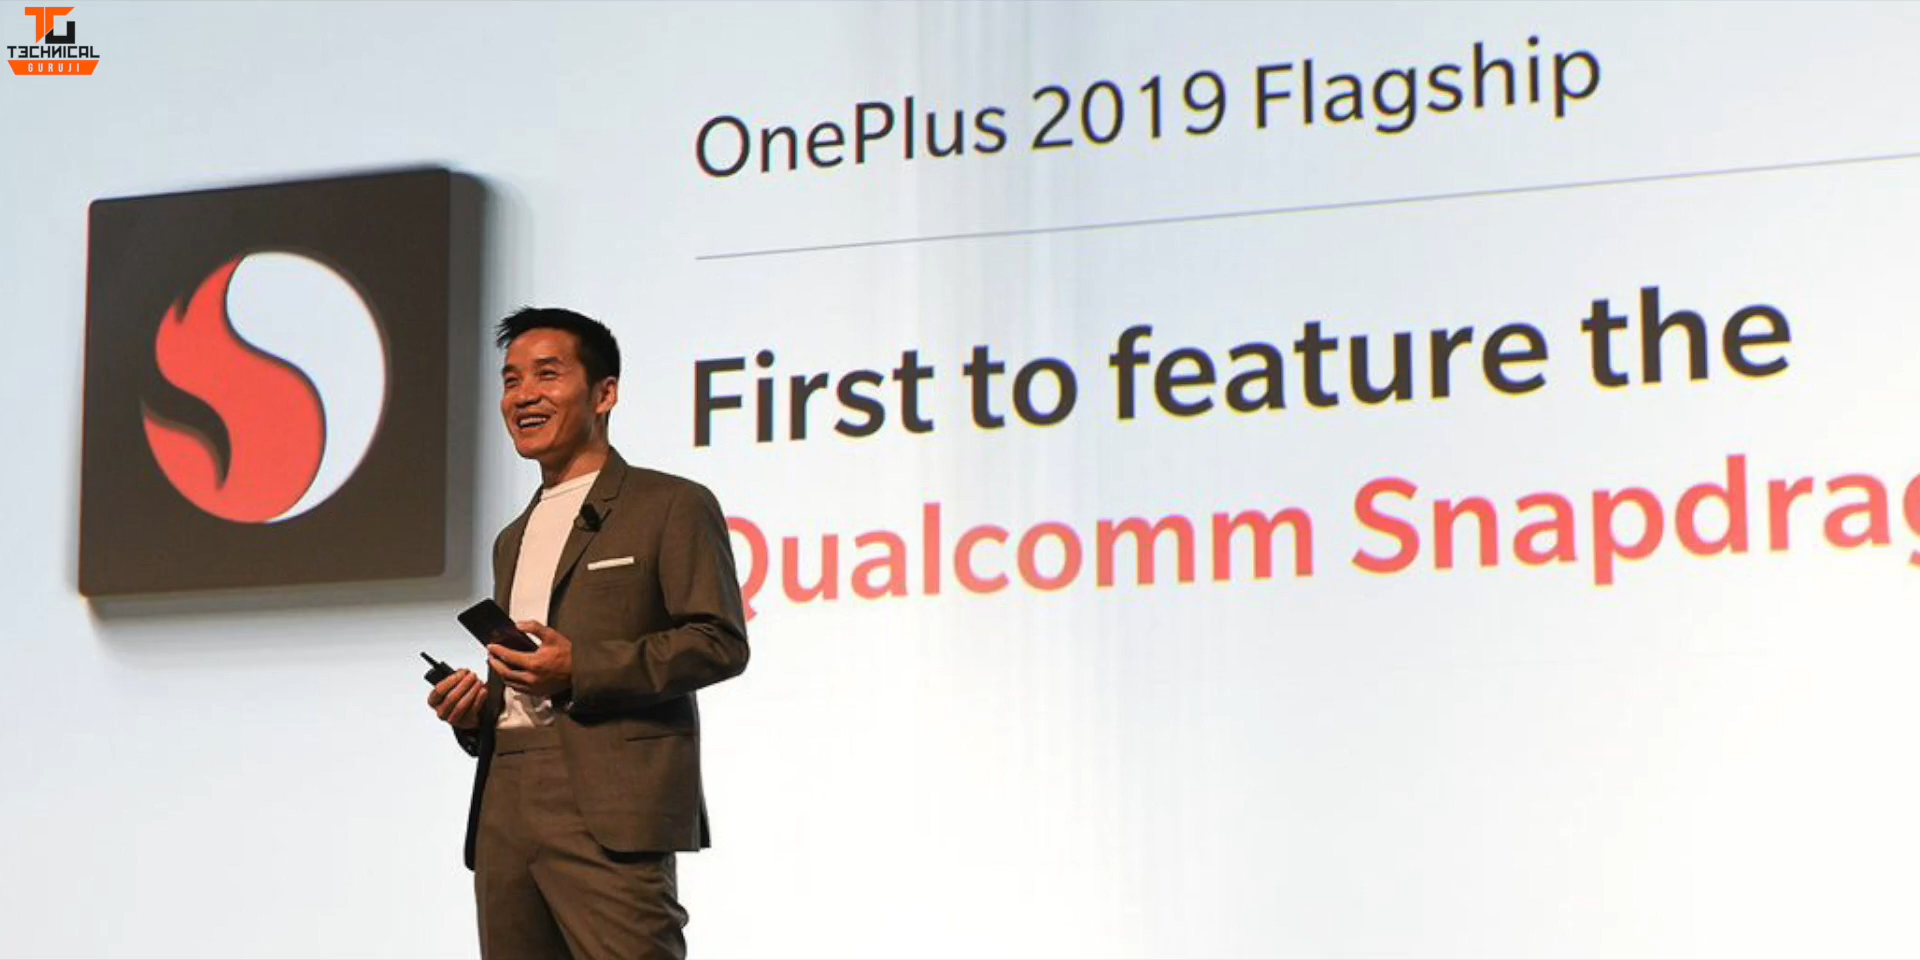 TECHNICAL
GURUJI
OnePlus 2019 Flagship
First to feature the
Qualcomm Snapdrag